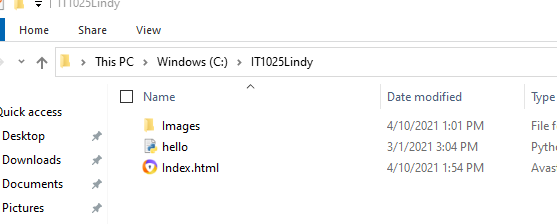 File Home Share View
This PC > Windows (C:) > IT1025Lindy
Quick access
Desktop
Downloads
Documents
Pictures
Name Date modified Type
Images 4/10/2021 1:01 PM File f
hello 3/1/2021 3:04 PM Pytho
Index.html 4/10/2021 1:54 PM Avas